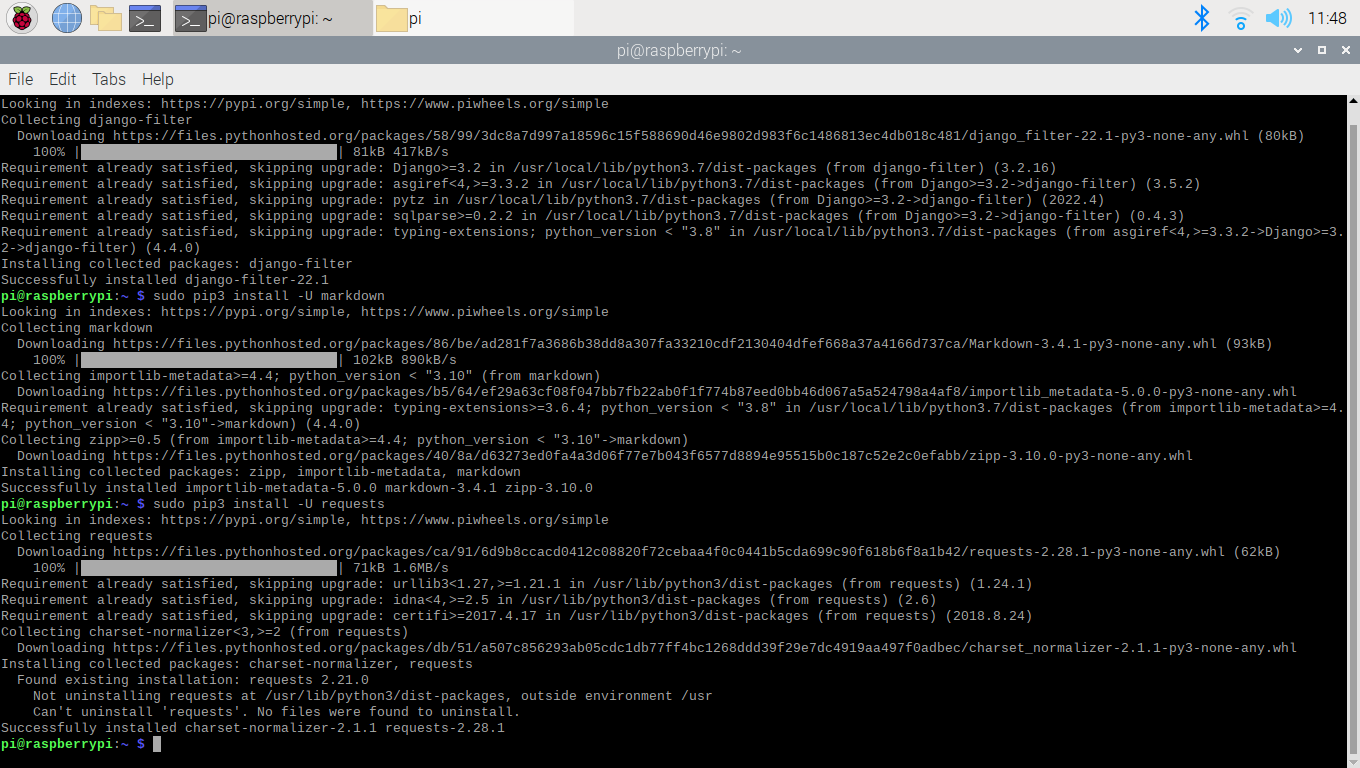 pi@raspberrypi: ~
pi
11:48
pi@raspberrypi: ~
File Edit Tabs Help
Looking in indexes: https://pypi.org/simple, https://www.piwheels.org/simple
Collecting django-filter
  Downloading https://files.pythonhosted.org/packages/58/99/3dc8a7d997a18596c15f588690d46e9802d983f6c1486813ec4db018c481/django_filter-22.1-py3-none-any.whl (80kB)
    100% |████████████████████████████████| 81kB 417kB/s
Requirement already satisfied, skipping upgrade: Django>=3.2 in /usr/local/lib/python3.7/dist-packages (from django-filter) (3.2.16)
Requirement already satisfied, skipping upgrade: asgiref<4,>=3.3.2 in /usr/local/lib/python3.7/dist-packages (from Django>=3.2->django-filter) (3.5.2)
Requirement already satisfied, skipping upgrade: pytz in /usr/local/lib/python3.7/dist-packages (from Django>=3.2->django-filter) (2022.4)
Requirement already satisfied, skipping upgrade: sqlparse>=0.2.2 in /usr/local/lib/python3.7/dist-packages (from Django>=3.2->django-filter) (0.4.3)
Requirement already satisfied, skipping upgrade: typing-extensions; python_version < "3.8" in /usr/local/lib/python3.7/dist-packages (from asgiref<4,>=3.3.2->Django>=3.
2->django-filter) (4.4.0)
Installing collected packages: django-filter
Successfully installed django-filter-22.1
pi@raspberrypi:~ $ sudo pip3 install -U markdown
Looking in indexes: https://pypi.org/simple, https://www.piwheels.org/simple
Collecting markdown
  Downloading https://files.pythonhosted.org/packages/86/be/ad281f7a3686b38dd8a307fa33210cdf2130404dfef668a37a4166d737ca/Markdown-3.4.1-py3-none-any.whl (93kB)
    100% |████████████████████████████████| 102kB 890kB/s
Collecting importlib-metadata>=4.4; python_version < "3.10" (from markdown)
  Downloading https://files.pythonhosted.org/packages/b5/64/ef29a63cf08f047bb7fb22ab0f1f774b87eed0bb46d067a5a524798a4af8/importlib_metadata-5.0.0-py3-none-any.whl
Requirement already satisfied, skipping upgrade: typing-extensions>=3.6.4; python_version < "3.8" in /usr/local/lib/python3.7/dist-packages (from importlib-metadata>=4.
4; python_version < "3.10"->markdown) (4.4.0)
Collecting zipp>=0.5 (from importlib-metadata>=4.4; python_version < "3.10"->markdown)
  Downloading https://files.pythonhosted.org/packages/40/8a/d63273ed0fa4a3d06f77e7b043f6577d8894e95515b0c187c52e2c0efabb/zipp-3.10.0-py3-none-any.whl
Installing collected packages: zipp, importlib-metadata, markdown
Successfully installed importlib-metadata-5.0.0 markdown-3.4.1 zipp-3.10.0
pi@raspberrypi:~ $ sudo pip3 install -U requests
Looking in indexes: https://pypi.org/simple, https://www.piwheels.org/simple
Collecting requests
  Downloading https://files.pythonhosted.org/packages/ca/91/6d9b8ccacd0412c08820f72cebaa4f0c0441b5cda699c90f618b6f8a1b42/requests-2.28.1-py3-none-any.whl (62kB)
    100% |████████████████████████████████| 71kB 1.6MB/s
Requirement already satisfied, skipping upgrade: urllib3<1.27,>=1.21.1 in /usr/lib/python3/dist-packages (from requests) (1.24.1)
Requirement already satisfied, skipping upgrade: idna<4,>=2.5 in /usr/lib/python3/dist-packages (from requests) (2.6)
Requirement already satisfied, skipping upgrade: certifi>=2017.4.17 in /usr/lib/python3/dist-packages (from requests) (2018.8.24)
Collecting charset-normalizer<3,>=2 (from requests)
  Downloading https://files.pythonhosted.org/packages/db/51/a507c856293ab05cdc1db77ff4bc1268ddd39f29e7dc4919aa497f0adbec/charset_normalizer-2.1.1-py3-none-any.whl
Installing collected packages: charset-normalizer, requests
  Found existing installation: requests 2.21.0
    Not uninstalling requests at /usr/lib/python3/dist-packages, outside environment /usr
    Can't uninstall 'requests'. No files were found to uninstall.
Successfully installed charset-normalizer-2.1.1 requests-2.28.1
pi@raspberrypi:~ $